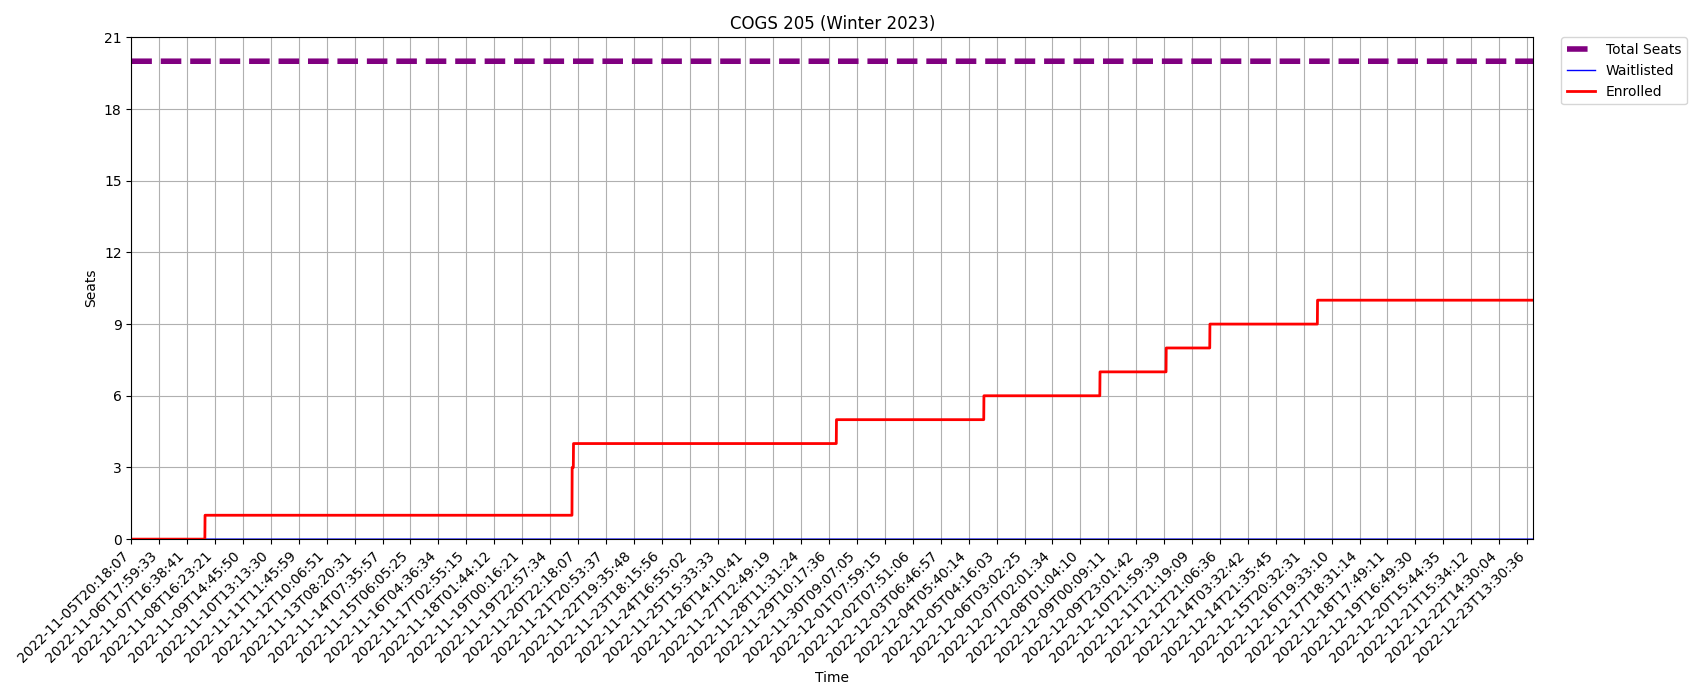 COGS 205 (Winter 2023)
Total Seats
Waitlisted
Enrolled
21
18
15
12
9
6
3
0
Seats
2022-11-05T20:18:07
2022-11-06T17:59:33
2022-11-07T16:38:41
2022-11-08T16:23:21
2022-11-09T14:45:50
2022-11-10T13:13:30
2022-11-11T11:45:59
2022-11-12T10:06:51
2022-11-13T08:20:31
2022-11-14T07:35:57
2022-11-15T06:05:25
2022-11-16T04:36:34
2022-11-17T02:55:15
2022-11-18T01:44:12
2022-11-19T00:16:21
2022-11-19T22:57:34
2022-11-20T22:18:07
2022-11-21T20:53:37
2022-11-22T19:35:48
2022-11-23T18:15:56
2022-11-24T16:55:02
2022-11-25T15:33:33
2022-11-26T14:10:41
2022-11-27T12:49:19
2022-11-28T11:31:24
2022-11-29T10:17:36
2022-11-30T09:07:05
2022-12-01T07:59:15
2022-12-02T07:51:06
2022-12-03T06:46:57
2022-12-04T05:40:14
2022-12-05T04:16:03
2022-12-06T03:02:25
2022-12-07T02:01:34
2022-12-08T01:04:10
2022-12-09T00:09:11
2022-12-09T23:01:42
2022-12-10T21:59:39
2022-12-11T21:19:09
2022-12-12T21:06:36
2022-12-14T03:32:42
2022-12-14T21:35:45
2022-12-15T20:32:31
2022-12-16T19:33:10
2022-12-17T18:31:14
2022-12-18T17:49:11
2022-12-19T16:49:30
2022-12-20T15:44:35
2022-12-21T15:34:12
2022-12-22T14:30:04
2022-12-23T13:30:36
Time